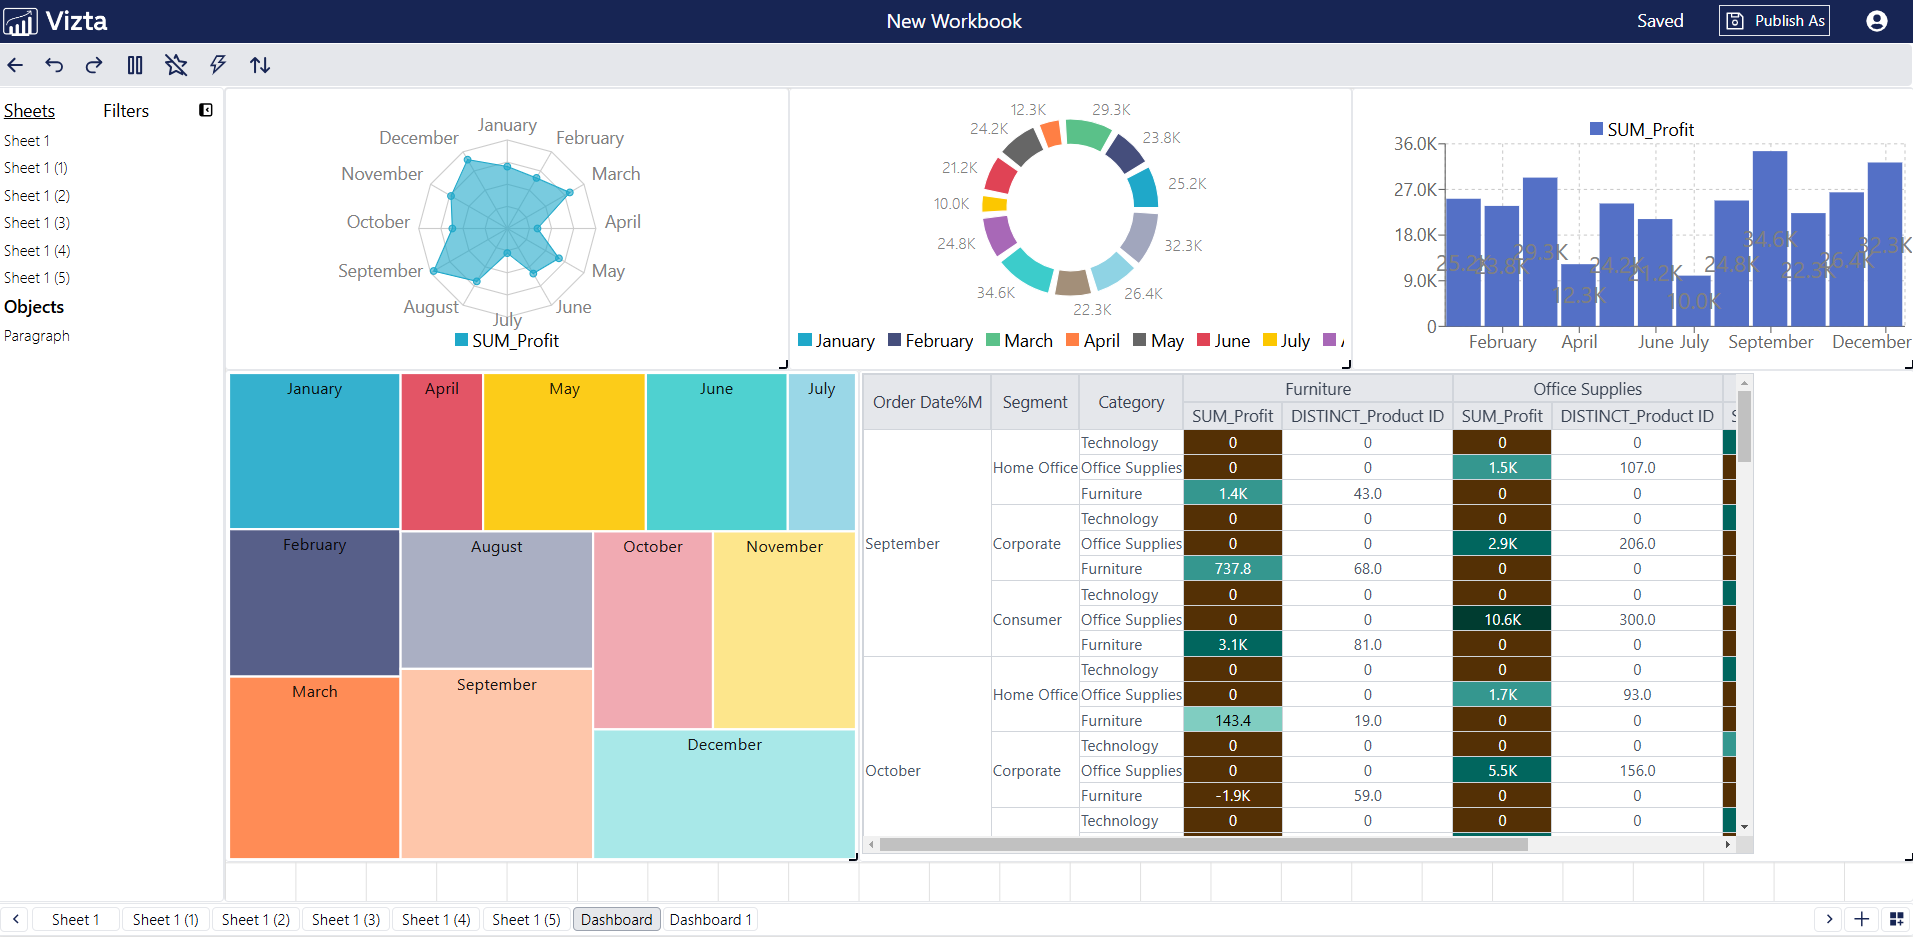 Vizta
New Workbook
Saved
Publish As
Sheets
Filters
Sheet 1
Sheet 1 (1)
Sheet 1 (2)
Sheet 1 (3)
Sheet 1 (4)
Sheet 1 (5)
Objects
Paragraph
January
February
March
April
May
June
July
August
September
October
November
December
SUM_Profit
29.3K
23.8K
25.2K
32.3K
26.4K
22.3K
34.6K
24.8K
10.0K
21.2K
24.2K
12.3K
January February March April May June July
SUM_Profit
36.0K
27.0K
18.0K
9.0K
0
25.2K 23.8K 29.3K 12.3K 24.2K 21.2K 10.0K 24.8K 34.6K 22.3K 26.4K 32.3K
February April June July September December
January
February
March
April
May
June
July
August
September
October
November
December
Order Date%M Segment Category Furniture Office Supplies
SUM_Profit DISTINCT_Product ID SUM_Profit DISTINCT_Product ID
September Home Office Technology 0 0 0 0
Office Supplies 0 0 1.5K 107.0
Furniture 1.4K 43.0 0 0
Corporate Technology 0 0 0 0
Office Supplies 0 0 2.9K 206.0
Furniture 737.8 68.0 0 0
Consumer Technology 0 0 0 0
Office Supplies 0 0 10.6K 300.0
Furniture 3.1K 81.0 0 0
October Home Office Technology 0 0 0 0
Office Supplies 0 0 1.7K 93.0
Furniture 143.4 19.0 0 0
Corporate Technology 0 0 0 0
Office Supplies 0 0 5.5K 156.0
Furniture -1.9K 59.0 0 0
Technology 0 0 0 0
Sheet 1
Sheet 1 (1)
Sheet 1 (2)
Sheet 1 (3)
Sheet 1 (4)
Sheet 1 (5)
Dashboard
Dashboard 1